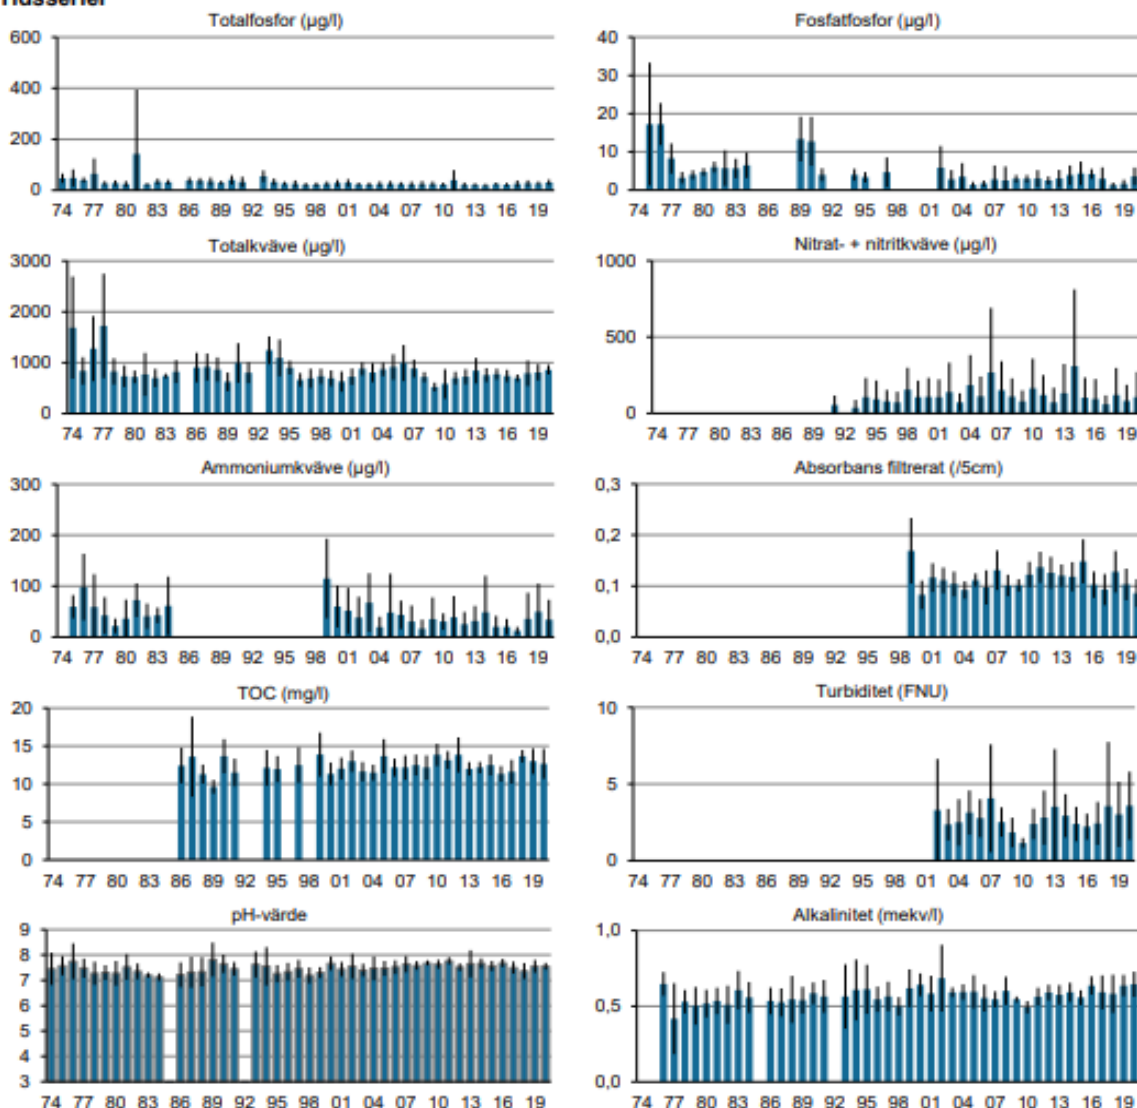 Tidsserier
Totalfosfor (µg/l)
600
400
200
0
74 77 80 83 86 89 92 95 98 01 04 07 10 13 16 19
Fosfatfosfor (µg/l)
40
30
20
10
0
74 77 80 83 86 89 92 95 98 01 04 07 10 13 16 19
Totalkväve (µg/l)
3000
2000
1000
0
74 77 80 83 86 89 92 95 98 01 04 07 10 13 16 19
Nitrat- + nitritkväve (µg/l)
1000
500
0
74 77 80 83 86 89 92 95 98 01 04 07 10 13 16 19
Ammoniumkväve (µg/l)
300
200
100
0
74 77 80 83 86 89 92 95 98 01 04 07 10 13 16 19
Absorbans filtrerat (/5cm)
0,3
0,2
0,1
0,0
74 77 80 83 86 89 92 95 98 01 04 07 10 13 16 19
TOC (mg/l)
20
15
10
5
0
74 77 80 83 86 89 92 95 98 01 04 07 10 13 16 19
Turbiditet (FNU)
10
5
0
74 77 80 83 86 89 92 95 98 01 04 07 10 13 16 19
pH-värde
9
8
7
6
5
4
3
74 77 80 83 86 89 92 95 98 01 04 07 10 13 16 19
Alkalinitet (mekv/l)
1,0
0,5
0,0
74 77 80 83 86 89 92 95 98 01 04 07 10 13 16 19